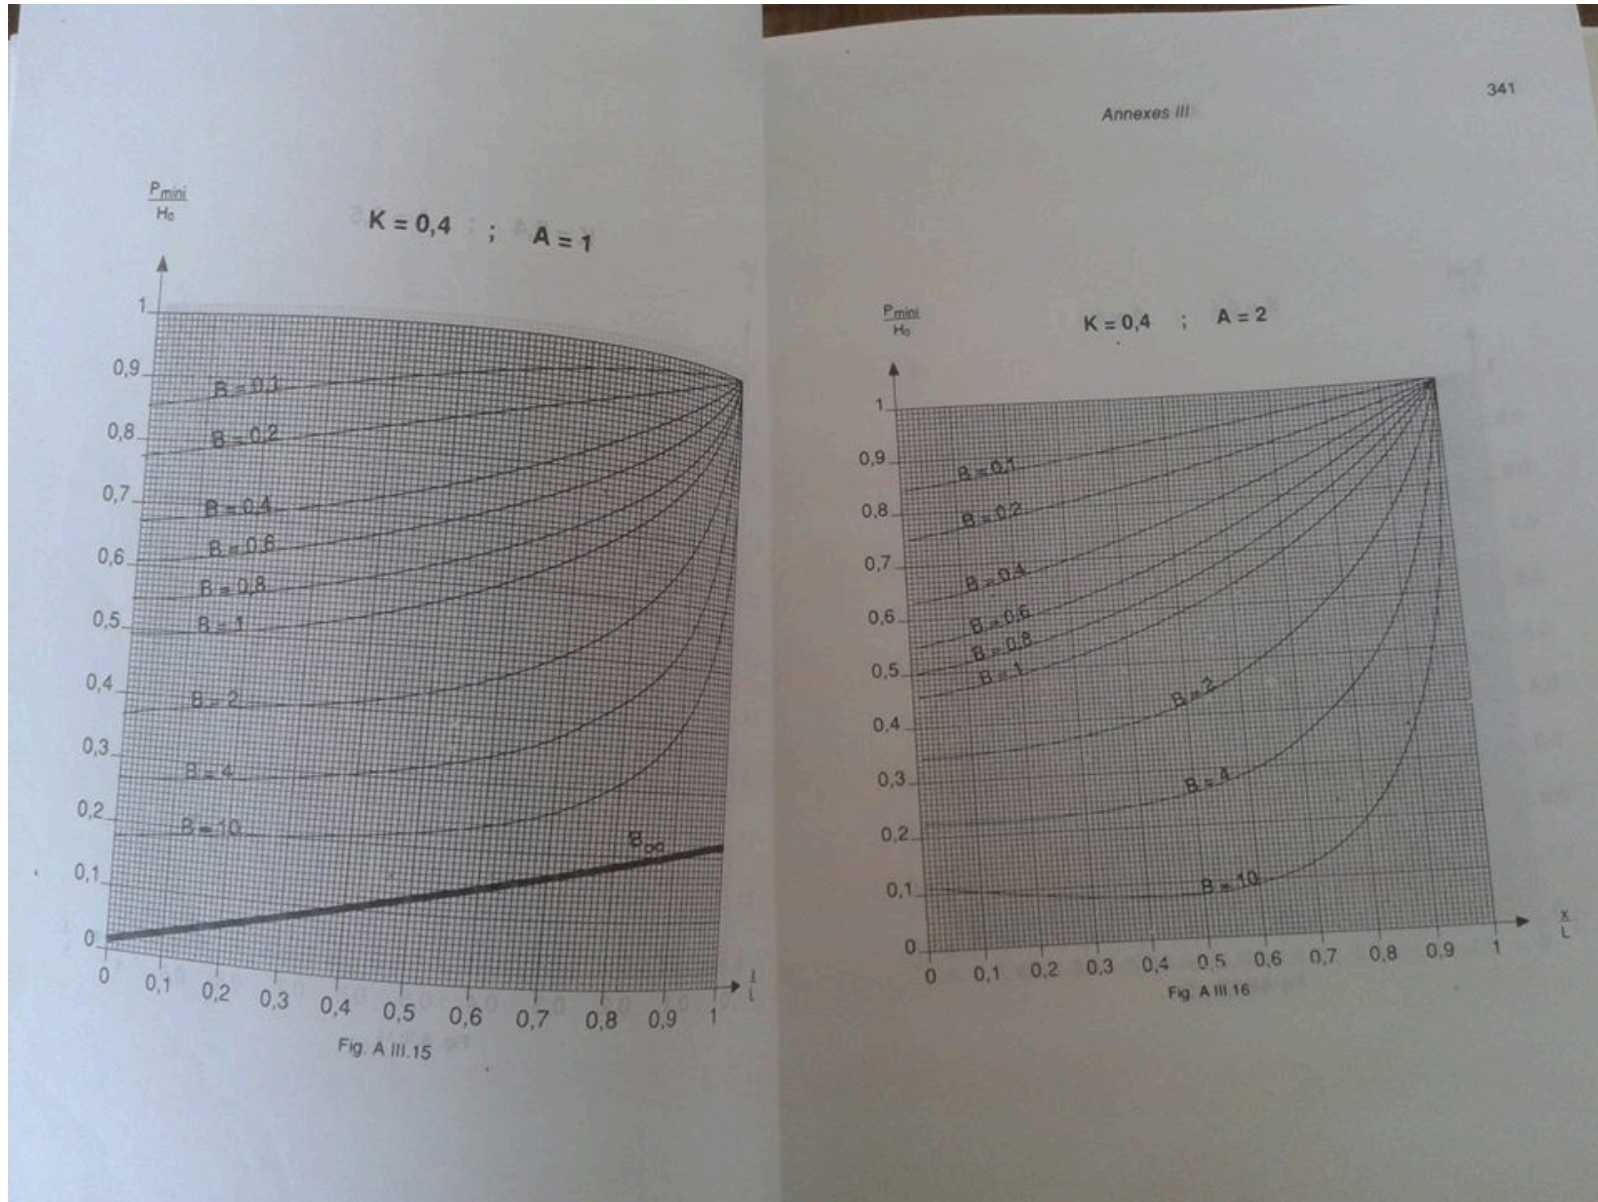 P mini
H₀
K = 0,4 ; A = 1
1
0,9
0,8
0,7
0,6
0,5
0,4
0,3
0,2
0,1
0
B = 0,1
B = 0,2
B = 0,4
B = 0,6
B = 0,8
B = 1
B = 2
B = 4
B = 10
B∞
0 0,1 0,2 0,3 0,4 0,5 0,6 0,7 0,8 0,9 1
x
L
Fig. A III.15
341
Annexes III
P mini
H₀
K = 0,4 ; A = 2
1
0,9
0,8
0,7
0,6
0,5
0,4
0,3
0,2
0,1
0
B = 0,1
B = 0,2
B = 0,4
B = 0,6
B = 0,8
B = 1
B = 2
B = 4
B = 10
0 0,1 0,2 0,3 0,4 0,5 0,6 0,7 0,8 0,9 1
x
L
Fig. A III.16